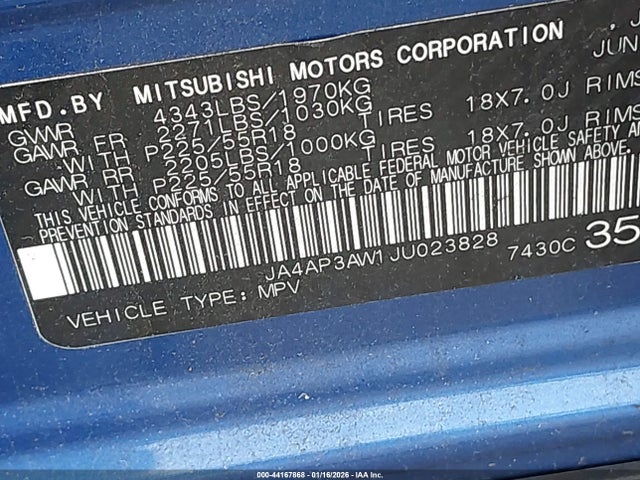 MFD.BY MITSUBISHI MOTORS CORPORATION , J
JUN
GVWR 4343LBS/1970KG
GAWR FR 2271LBS/1030KG
WITH P225/55R18 TIRES 18X7.0J RIMS
GAWR RR 2205LBS/1000KG
WITH P225/55R18 TIRES 18X7.0J RIMS
THIS VEHICLE CONFORMS TO ALL APPLICABLE FEDERAL MOTOR VEHICLE SAFETY A
PREVENTION STANDARDS IN EFFECT ON THE DATE OF MANUFACTURE SHOWN ABOVE.
JA4AP3AW1JU023828 7430C 35
VEHICLE TYPE: MPV
000-44167868 - 01/16/2026 - IAA Inc.